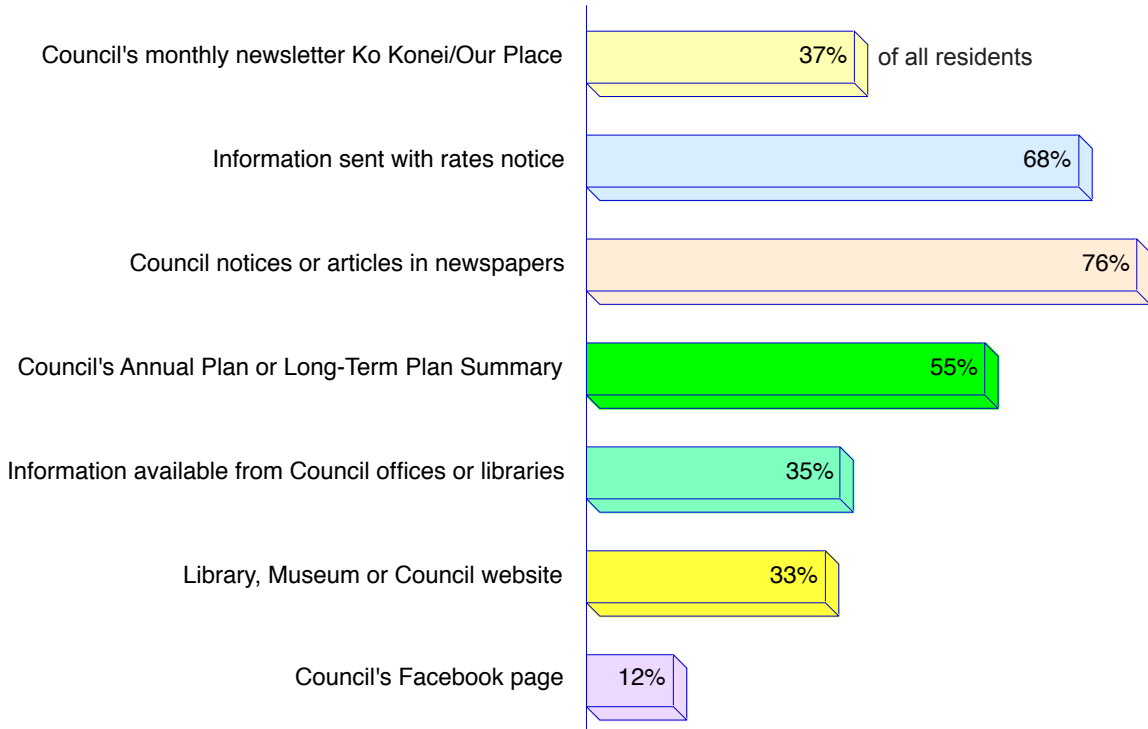 Council's monthly newsletter Ko Konei/Our Place 37% of all residents
Information sent with rates notice 68%
Council notices or articles in newspapers 76%
Council's Annual Plan or Long-Term Plan Summary 55%
Information available from Council offices or libraries 35%
Library, Museum or Council website 33%
Council's Facebook page 12%